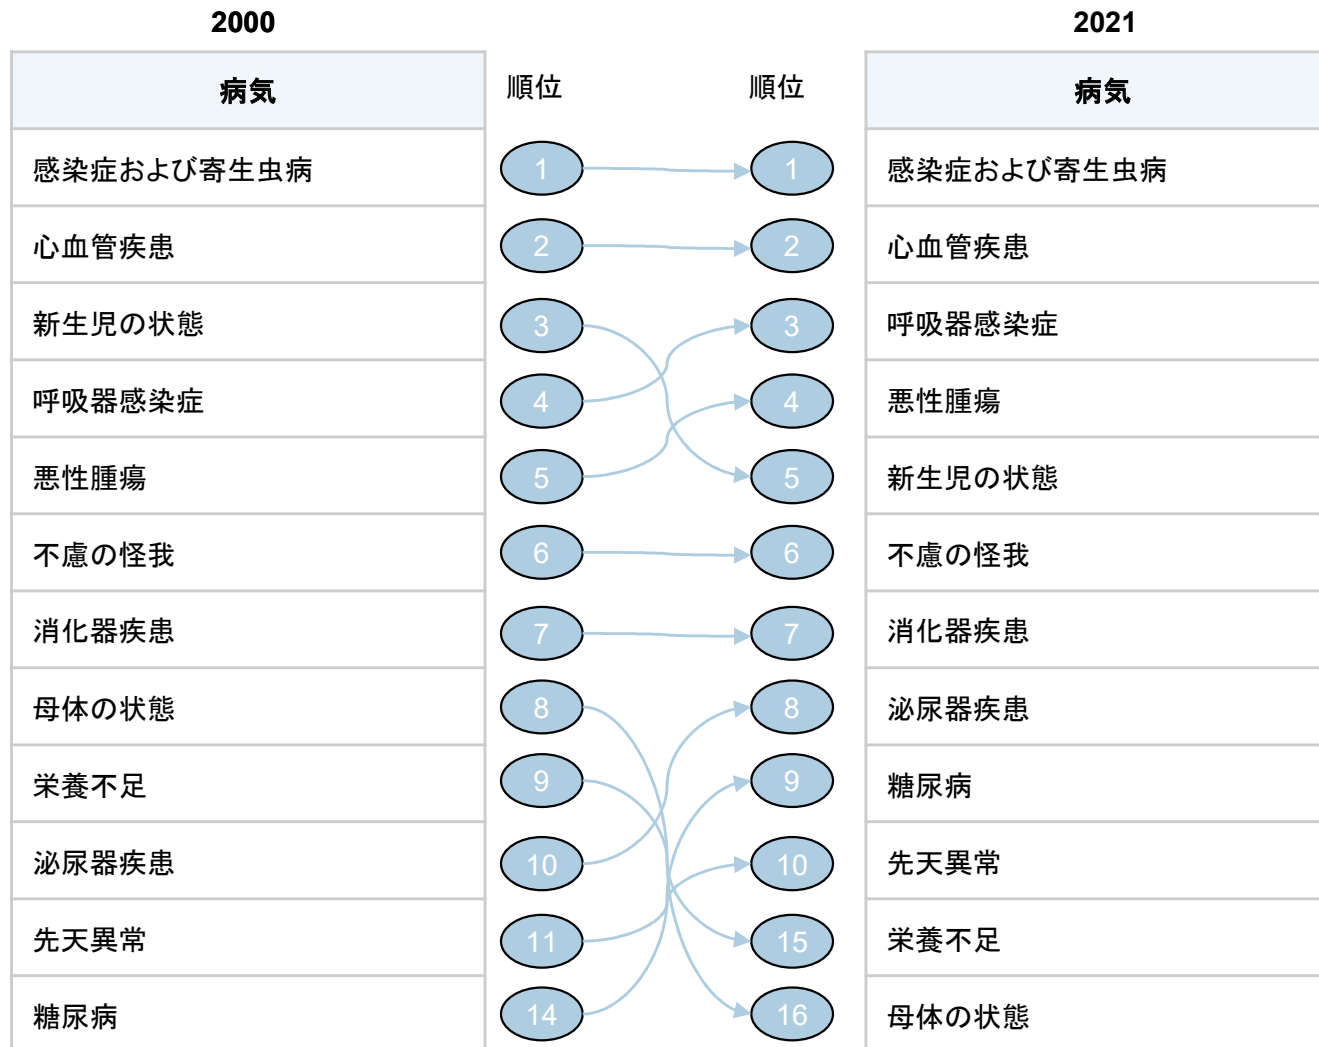 2000 2021
病気 順位 順位 病気
感染症および寄生虫病 1 1 感染症および寄生虫病
心血管疾患 2 2 心血管疾患
新生児の状態 3 3 呼吸器感染症
呼吸器感染症 4 4 悪性腫瘍
悪性腫瘍 5 5 新生児の状態
不慮の怪我 6 6 不慮の怪我
消化器疾患 7 7 消化器疾患
母体の状態 8 8 泌尿器疾患
栄養不足 9 9 糖尿病
泌尿器疾患 10 10 先天異常
先天異常 11 15 栄養不足
糖尿病 14 16 母体の状態